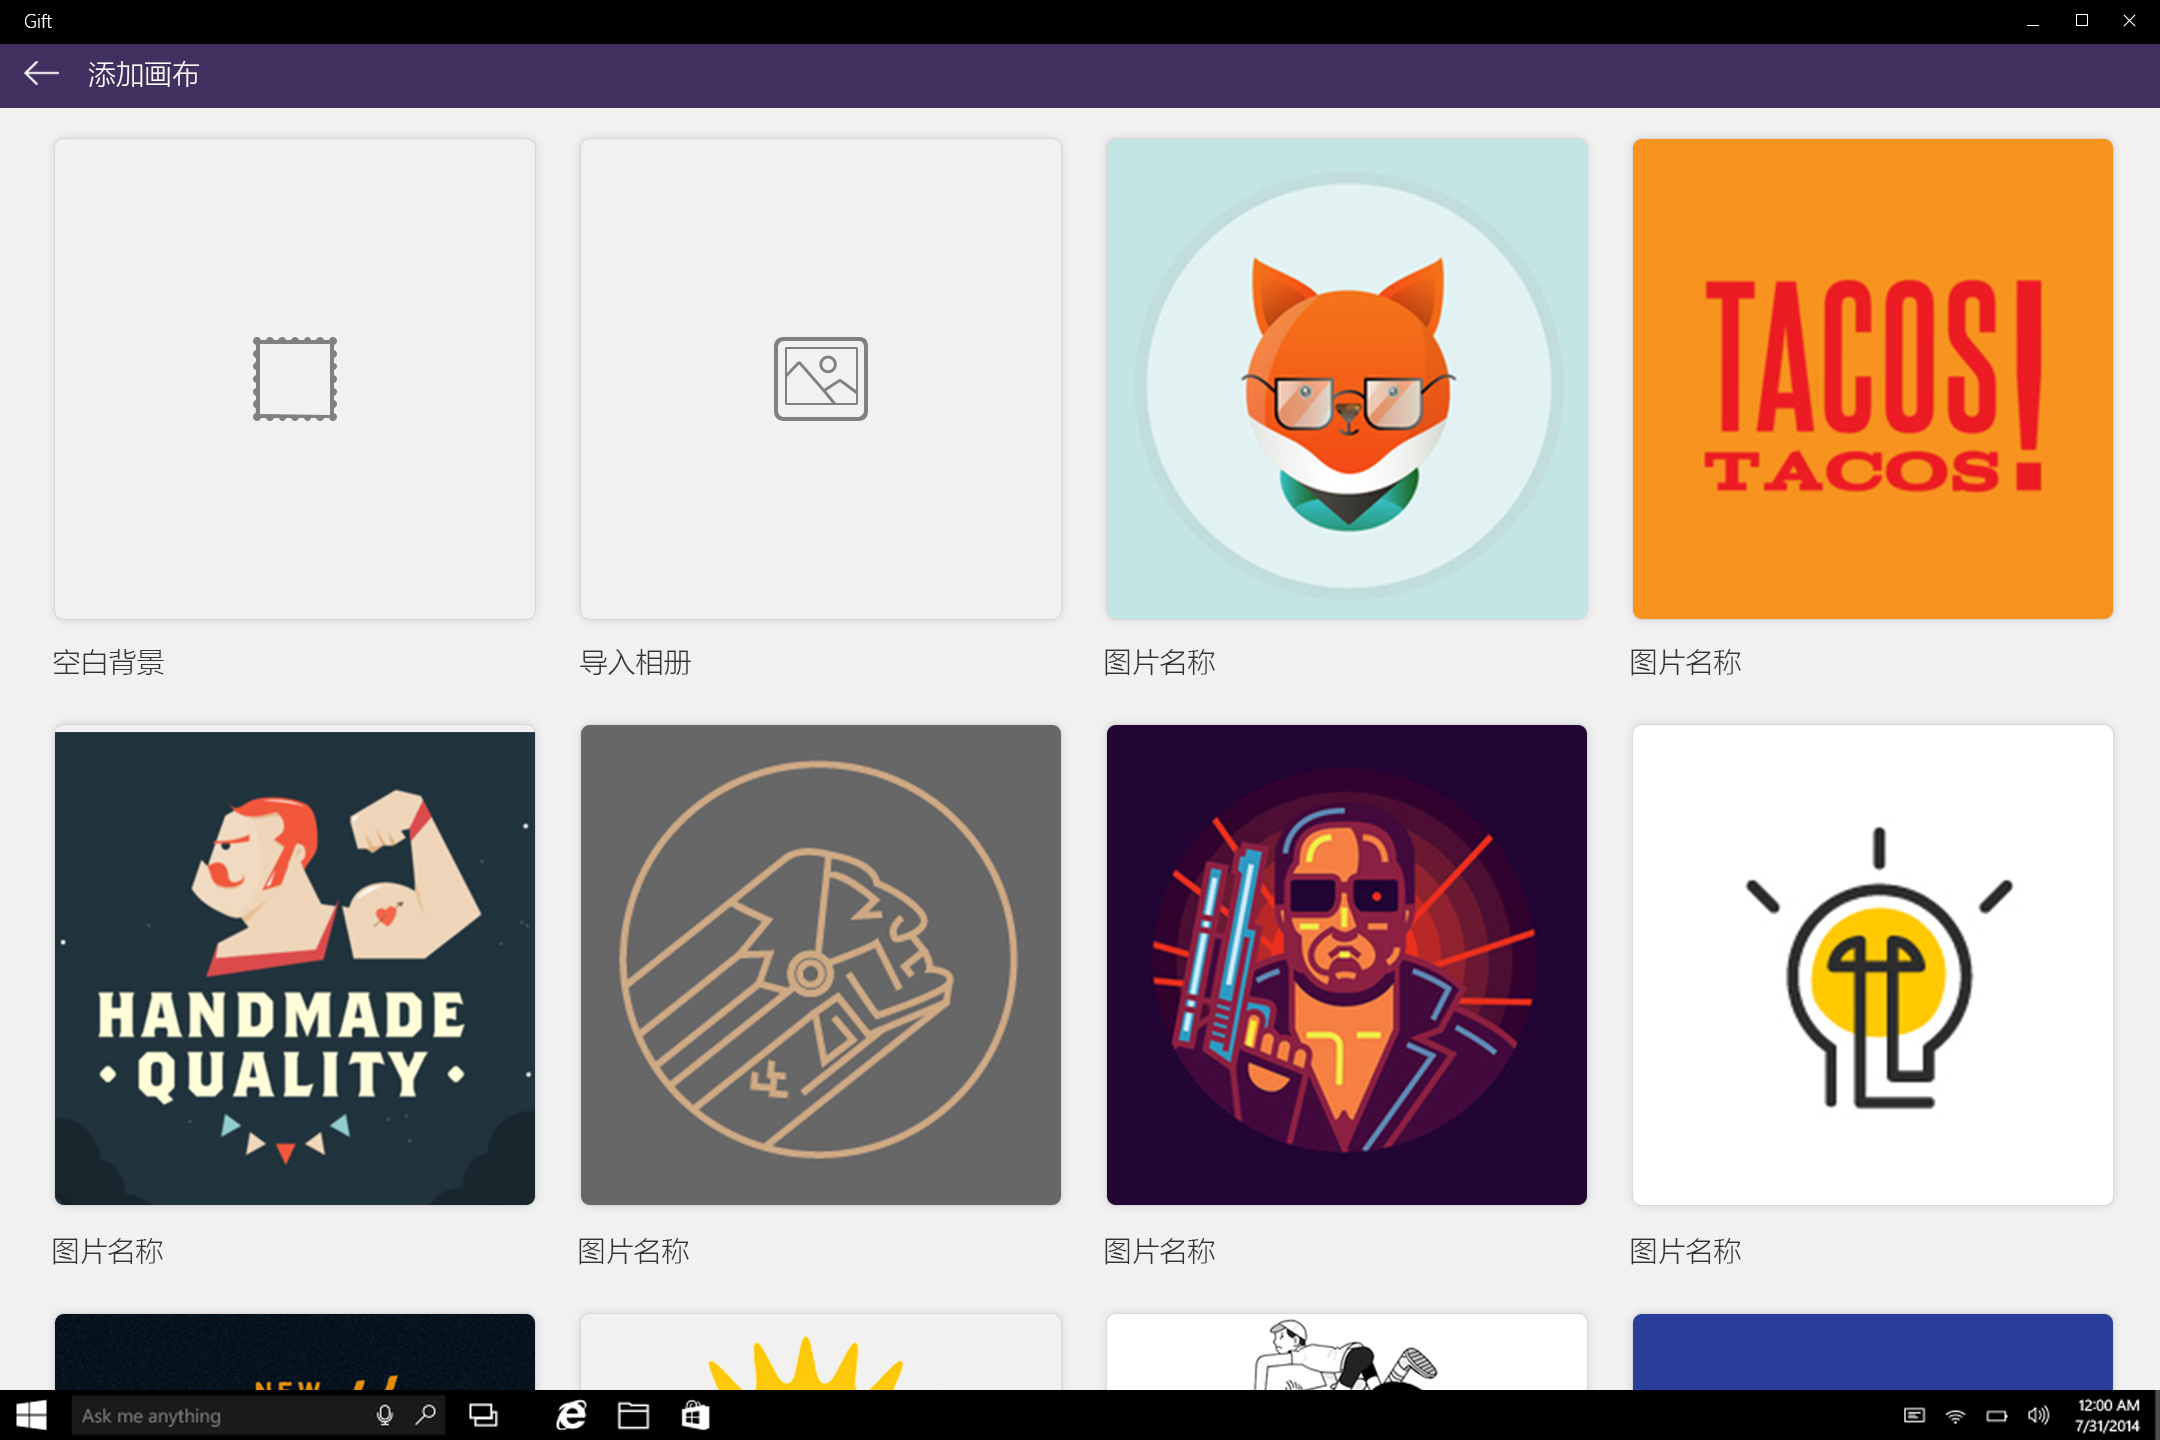 Gift
添加画布
TACOS!
TACOS
空白背景
导入相册
图片名称
图片名称
HANDMADE
QUALITY
图片名称
图片名称
图片名称
图片名称
NEW
Ask me anything
12:00 AM
7/31/2014